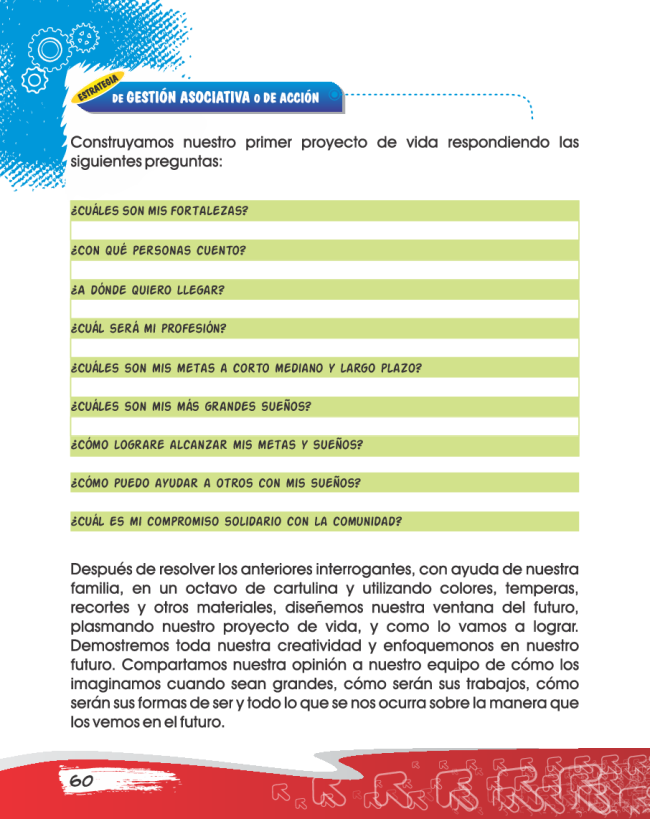 ESTRATEGIA
DE GESTIÓN ASOCIATIVA O DE ACCIÓN
Construyamos nuestro primer proyecto de vida respondiendo las
siguientes preguntas:
¿CUÁLES SON MIS FORTALEZAS?
¿CON QUÉ PERSONAS CUENTO?
¿A DÓNDE QUIERO LLEGAR?
¿CUÁL SERÁ MI PROFESIÓN?
¿CUÁLES SON MIS METAS A CORTO MEDIANO Y LARGO PLAZO?
¿CUÁLES SON MIS MÁS GRANDES SUEÑOS?
¿CÓMO LOGRARE ALCANZAR MIS METAS Y SUEÑOS?
¿CÓMO PUEDO AYUDAR A OTROS CON MIS SUEÑOS?
¿CUÁL ES MI COMPROMISO SOLIDARIO CON LA COMUNIDAD?
Después de resolver los anteriores interrogantes, con ayuda de nuestra
familia, en un octavo de cartulina y utilizando colores, temperas,
recortes y otros materiales, diseñemos nuestra ventana del futuro,
plasmando nuestro proyecto de vida, y como lo vamos a lograr.
Demostremos toda nuestra creatividad y enfoquemonos en nuestro
futuro. Compartamos nuestra opinión a nuestro equipo de cómo los
imaginamos cuando sean grandes, cómo serán sus trabajos, cómo
serán sus formas de ser y todo lo que se nos ocurra sobre la manera que
los vemos en el futuro.
60